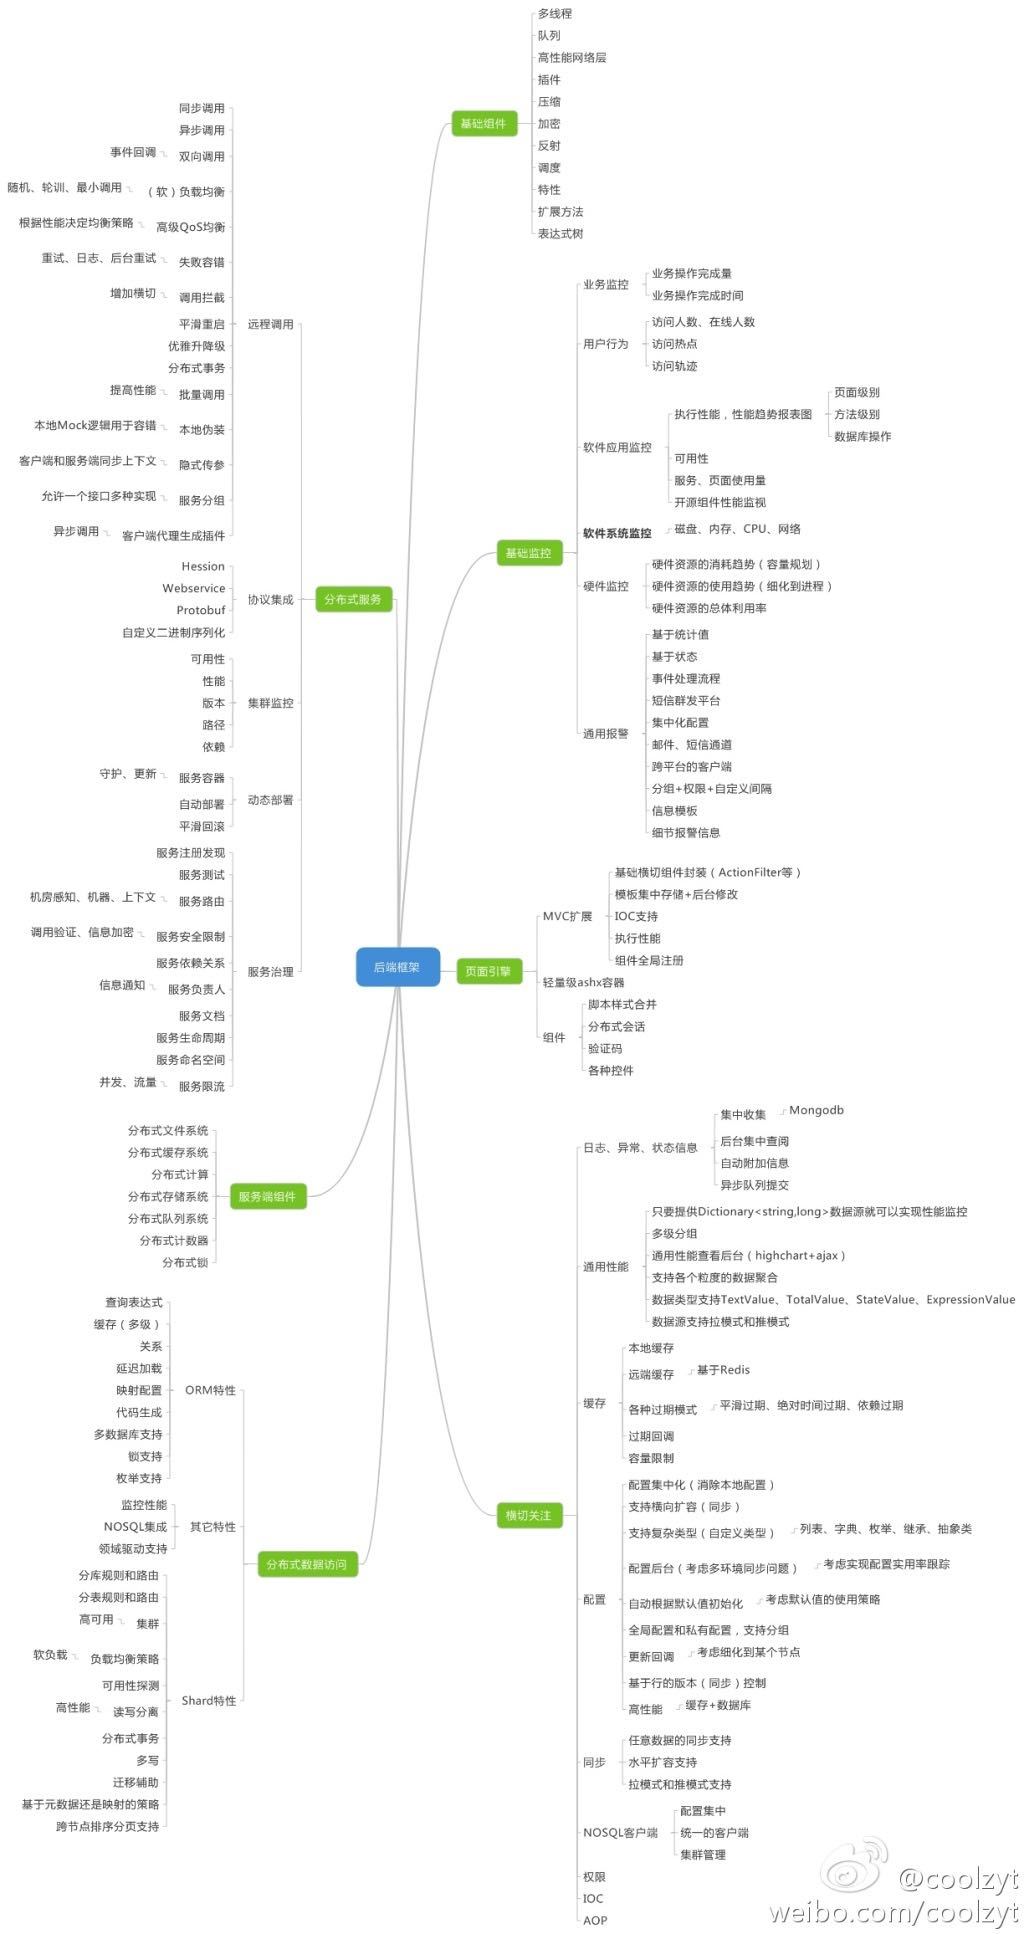 后端框架
基础组件
多线程
队列
高性能网络层
插件
压缩
加密
反射
调度
特性
扩展方法
表达式树
基础监控
业务监控
业务操作完成量
业务操作完成时间
用户行为
访问人数、在线人数
访问热点
访问轨迹
软件应用监控
执行性能，性能趋势报表图
页面级别
方法级别
数据库操作
可用性
服务、页面使用量
开源组件性能监视
软件系统监控
磁盘、内存、CPU、网络
硬件监控
硬件资源的消耗趋势（容量规划）
硬件资源的使用趋势（细化到进程）
硬件资源的总体利用率
通用报警
基于统计值
基于状态
事件处理流程
短信群发平台
集中化配置
邮件、短信通道
跨平台的客户端
分组+权限+自定义间隔
信息模板
细节报警信息
页面引擎
MVC扩展
基础横切组件封装（ActionFilter等）
模板集中存储+后台修改
IOC支持
执行性能
组件全局注册
轻量级ashx容器
组件
脚本样式合并
分布式会话
验证码
各种控件
横切关注
日志、异常、状态信息
集中收集
Mongodb
后台集中查阅
自动附加信息
异步队列提交
通用性能
只要提供Dictionary<string,long>数据源就可以实现性能监控
多级分组
通用性能查看后台（highchart+ajax）
支持各个粒度的数据聚合
数据类型支持TextValue、TotalValue、StateValue、ExpressionValue
数据源支持拉模式和推模式
缓存
本地缓存
远端缓存
基于Redis
各种过期模式
平滑过期、绝对时间过期、依赖过期
过期回调
容量限制
配置
配置集中化（消除本地配置）
支持横向扩容（同步）
支持复杂类型（自定义类型）
列表、字典、枚举、继承、抽象类
配置后台（考虑多环境同步问题）
考虑实现配置实用率跟踪
自动根据默认值初始化
考虑默认值的使用策略
全局配置和私有配置，支持分组
更新回调
考虑细化到某个节点
基于行的版本（同步）控制
高性能
缓存+数据库
同步
任意数据的同步支持
水平扩容支持
拉模式和推模式支持
NOSQL客户端
配置集中
统一的客户端
集群管理
权限
IOC
AOP
分布式服务
远程调用
同步调用
异步调用
双向调用
事件回调
（软）负载均衡
随机、轮训、最小调用
高级QoS均衡
根据性能决定均衡策略
失败容错
重试、日志、后台重试
调用拦截
增加横切
平滑重启
优雅升降级
分布式事务
批量调用
提高性能
本地伪装
本地Mock逻辑用于容错
隐式传参
客户端和服务端同步上下文
服务分组
允许一个接口多种实现
客户端代理生成插件
异步调用
协议集成
Hession
Webservice
Protobuf
自定义二进制序列化
集群监控
可用性
性能
版本
路径
依赖
动态部署
服务容器
守护、更新
自动部署
平滑回滚
服务治理
服务注册发现
服务测试
服务路由
机房感知、机器、上下文
服务安全限制
调用验证、信息加密
服务依赖关系
服务负责人
信息通知
服务文档
服务生命周期
服务命名空间
服务限流
并发、流量
服务端组件
分布式文件系统
分布式缓存系统
分布式计算
分布式存储系统
分布式队列系统
分布式计数器
分布式锁
分布式数据访问
ORM特性
查询表达式
缓存（多级）
关系
延迟加载
映射配置
代码生成
多数据库支持
锁支持
枚举支持
其它特性
监控性能
NOSQL集成
领域驱动支持
Shard特性
分库规则和路由
分表规则和路由
集群
高可用
负载均衡策略
软负载
可用性探测
读写分离
高性能
分布式事务
多写
迁移辅助
基于元数据还是映射的策略
跨节点排序分页支持
@coolzyt
weibo.com/coolzyt